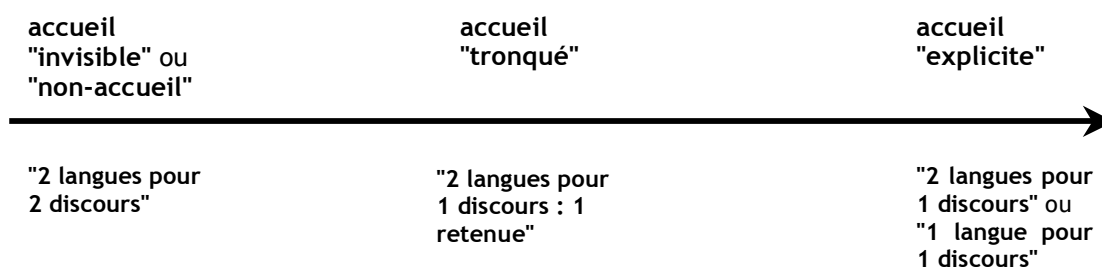 accueil
"invisible" ou
"non-accueil"
accueil
"tronqué"
accueil
"explicite"
"2 langues pour
2 discours"
"2 langues pour
1 discours : 1
retenue"
"2 langues pour
1 discours" ou
"1 langue pour
1 discours"